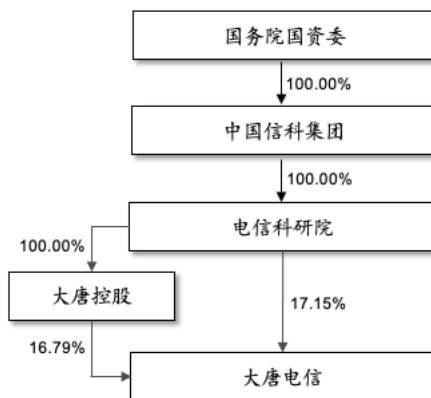 国务院国资委
100.00%
中国信科集团
100.00%
电信科研院
100.00%
大唐控股
17.15%
16.79%
大唐电信